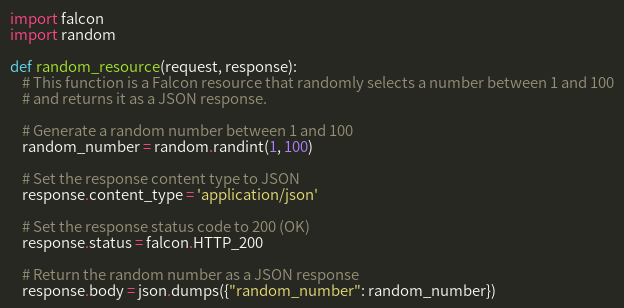 import falcon
import random
def random_resource(request, response):
# This function is a Falcon resource that randomly selects a number between 1 and 100
# and returns it as a JSON response.
# Generate a random number between 1 and 100
random_number = random.randint(1, 100)
# Set the response content type to JSON
response.content_type = 'application/json'
# Set the response status code to 200 (OK)
response.status = falcon.HTTP_200
# Return the random number as a JSON response
response.body = json.dumps({"random_number": random_number})